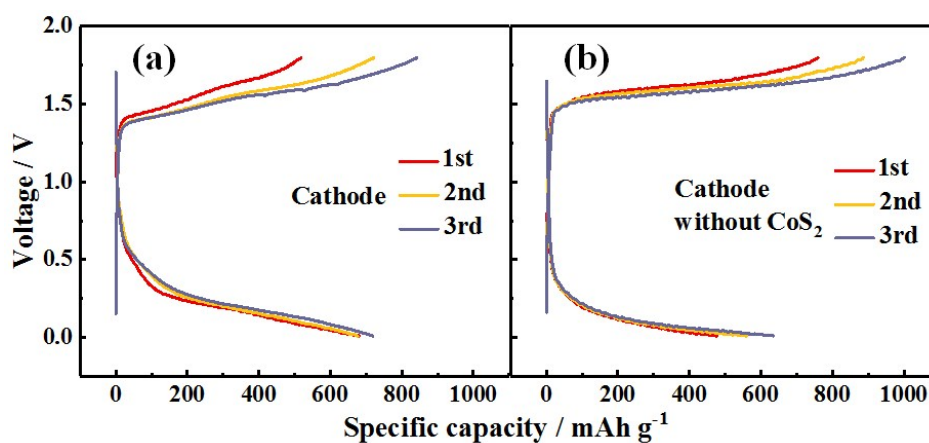 2.0
1.5
1.0
0.5
0.0
Voltage / V
(a)
Cathode
1st
2nd
3rd
0 200 400 600 800 1000
(b)
Cathode
without CoS₂
1st
2nd
3rd
0 200 400 600 800 1000
Specific capacity / mAh g⁻¹